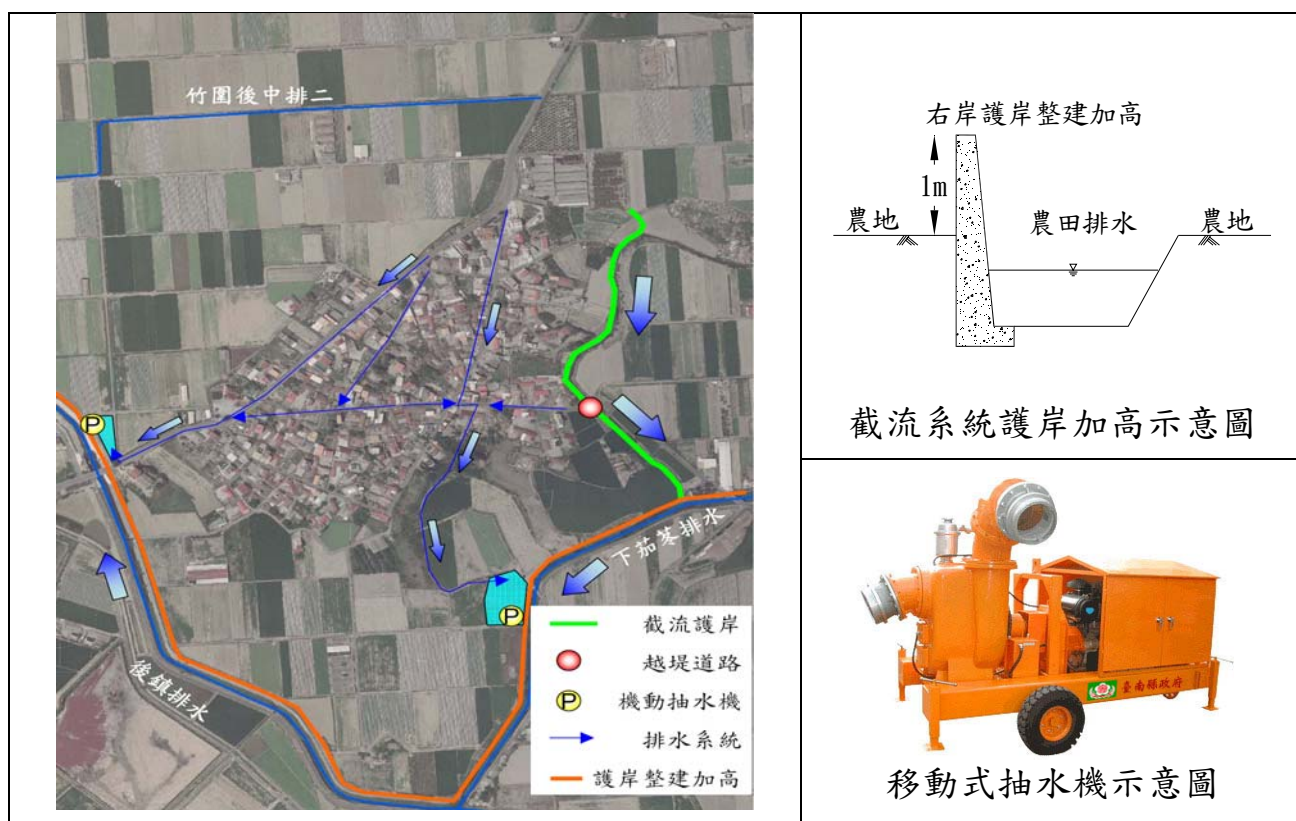 竹圍後中排二
P
下茄苳排水
P
後鎮排水
截流護岸
越堤道路
P
機動抽水機
排水系統
護岸整建加高
右岸護岸整建加高
1m
農地
農田排水
農地
截流系統護岸加高示意圖
臺南縣政府
移動式抽水機示意圖